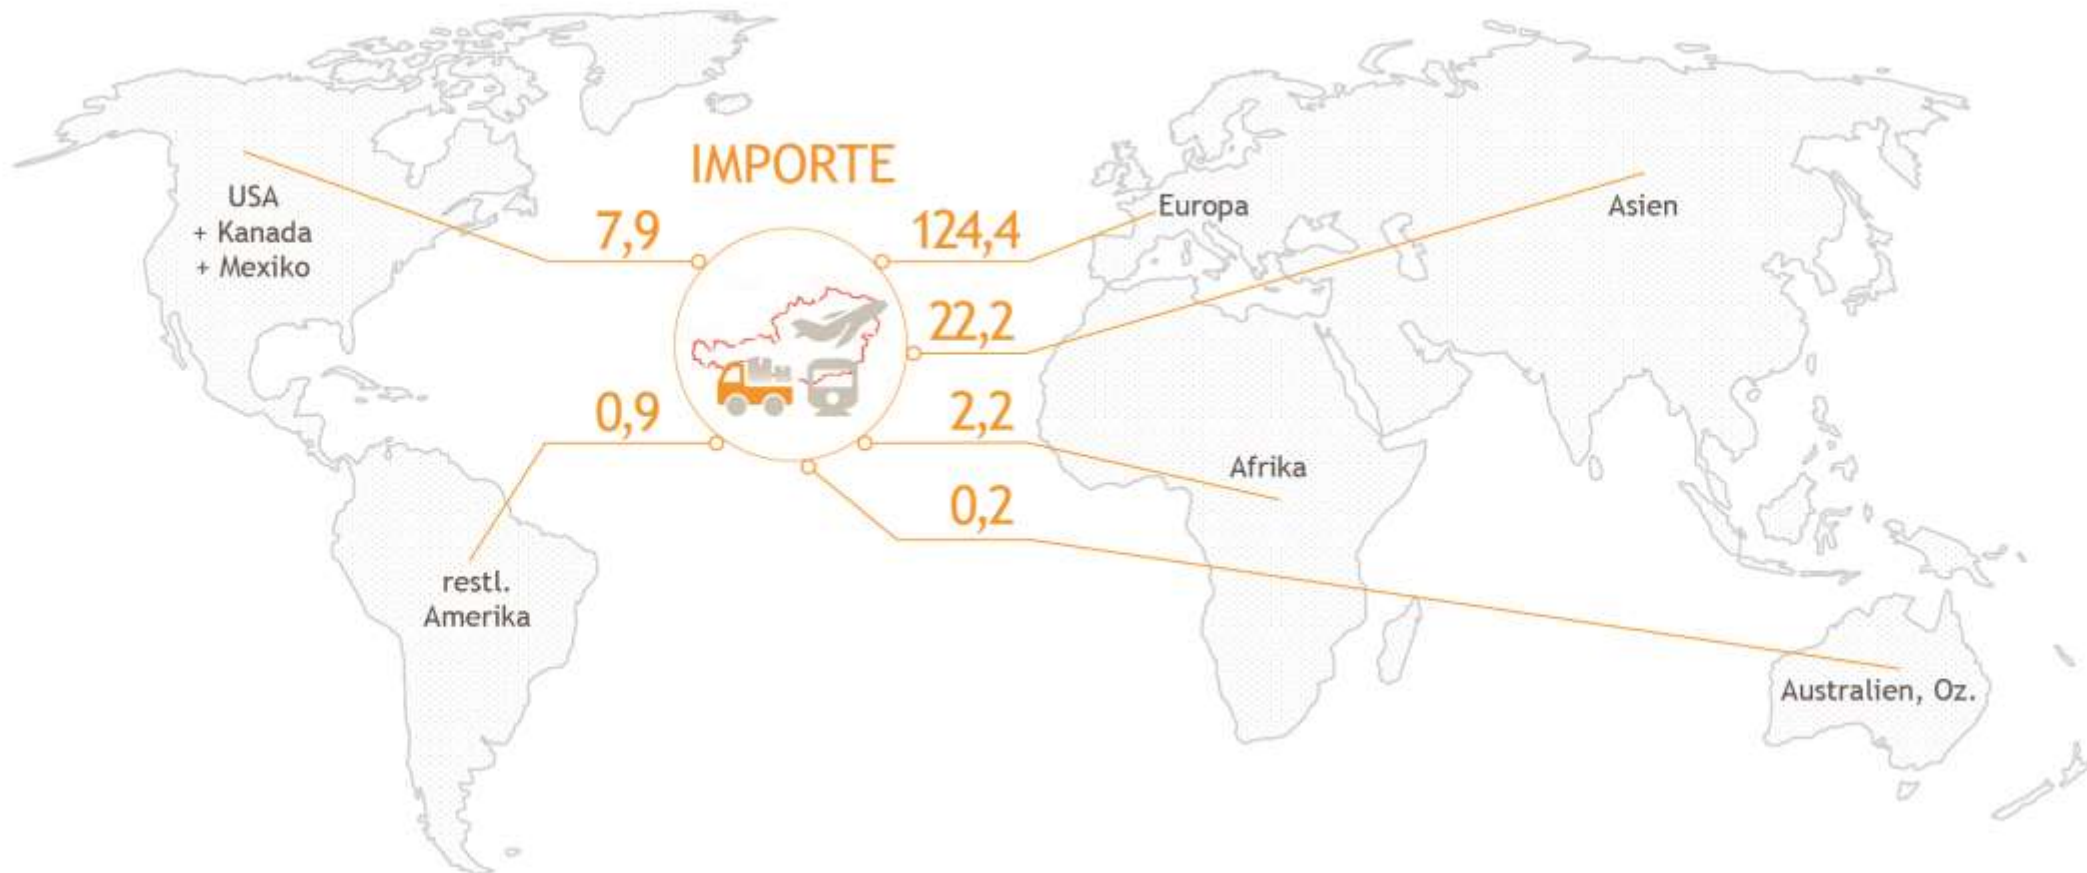 IMPORTE
USA
+ Kanada
+ Mexiko
7,9
124,4
Europa
Asien
22,2
0,9
2,2
Afrika
0,2
restl.
Amerika
Australien, Oz.